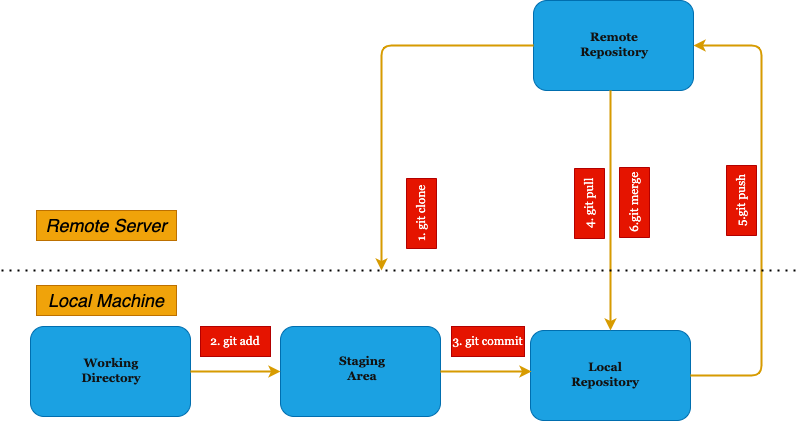 Remote
Repository
1. git clone
4. git pull
6.git merge
5.git push
Remote Server
Local Machine
Working
Directory
2. git add
Staging
Area
3. git commit
Local
Repository